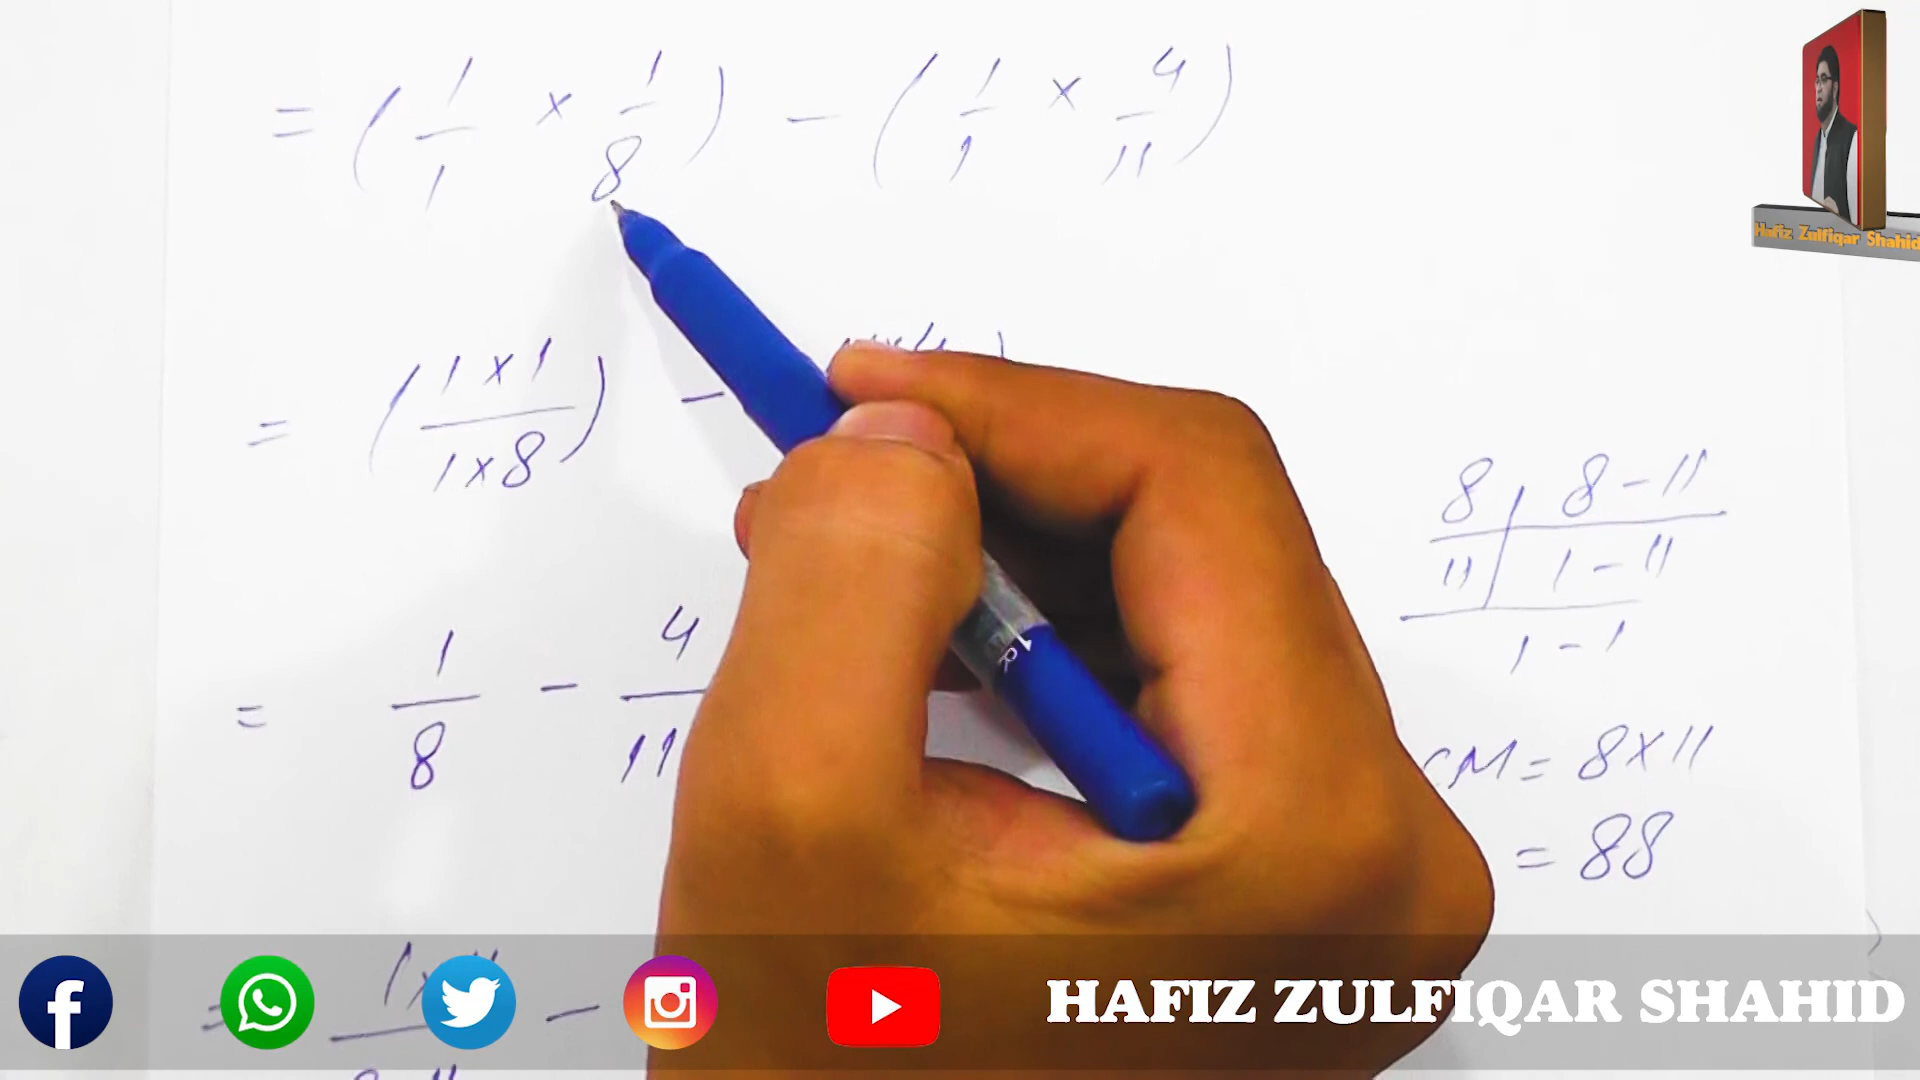 = (1/1 × 1/8) - (1/1 × 4/11)
= (1×1/1×8) -
= 1/8 - 4/11
8 | 8 - 11
11 | 1 - 11
1 - 1
CM = 8×11
= 88
Hafiz Zulfiqar Shahid
HAFIZ ZULFIQAR SHAHID